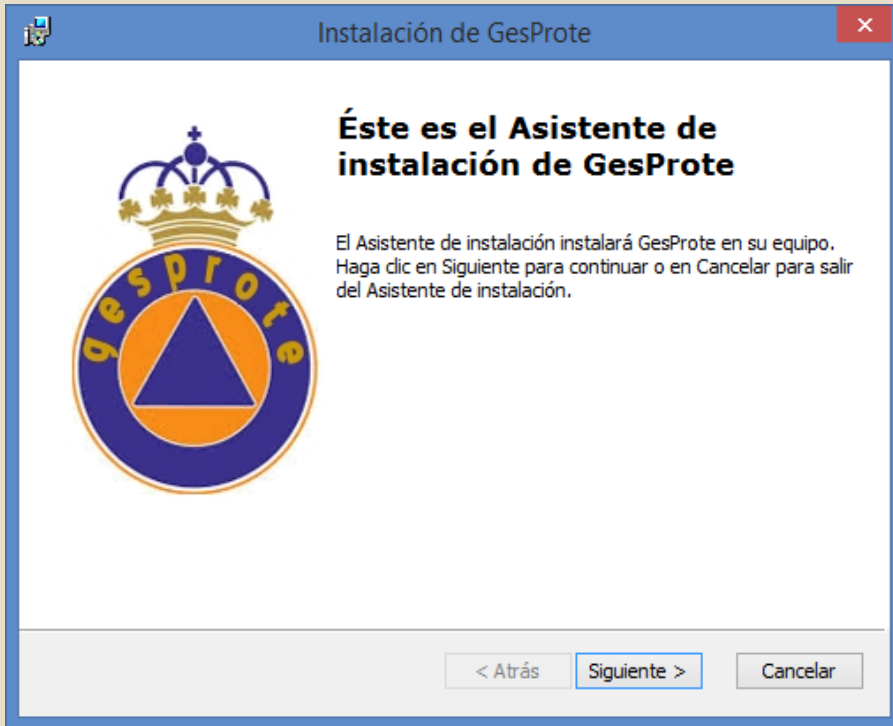 Instalación de GesProte
Éste es el Asistente de
instalación de GesProte
gesprote
El Asistente de instalación instalará GesProte en su equipo.
Haga clic en Siguiente para continuar o en Cancelar para salir
del Asistente de instalación.
< Atrás Siguiente > Cancelar